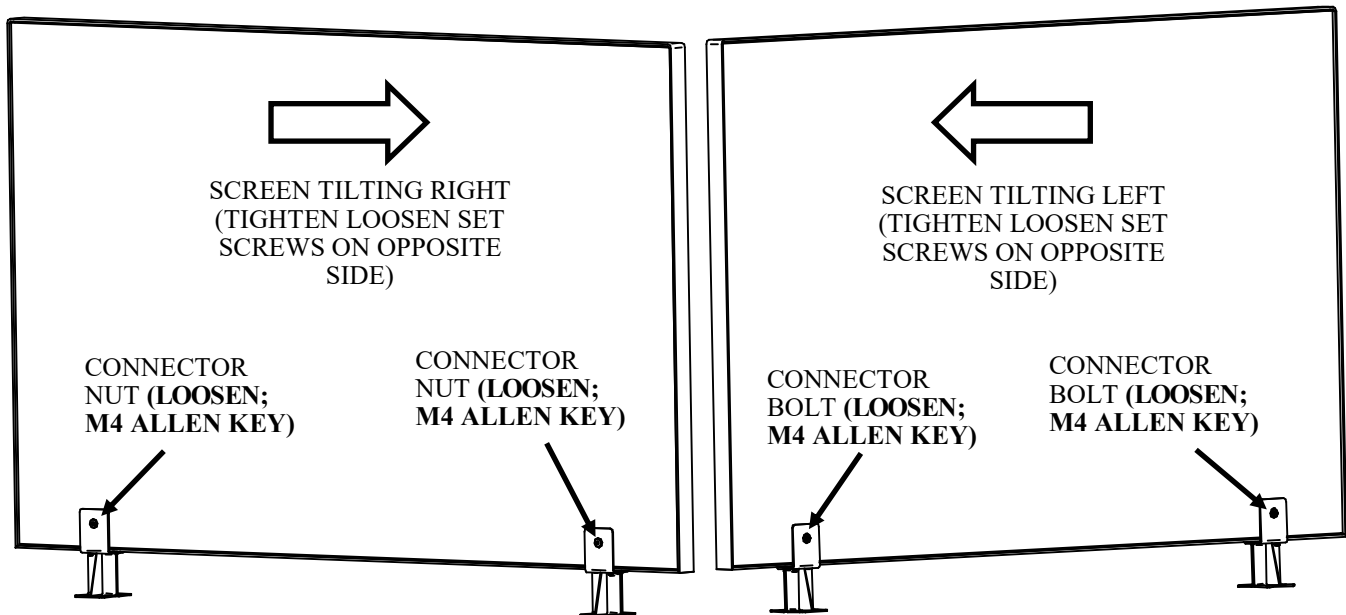 SCREEN TILTING RIGHT
(TIGHTEN LOOSEN SET
SCREWS ON OPPOSITE
SIDE)
SCREEN TILTING LEFT
(TIGHTEN LOOSEN SET
SCREWS ON OPPOSITE
SIDE)
CONNECTOR
NUT (LOOSEN;
M4 ALLEN KEY)
CONNECTOR
NUT (LOOSEN;
M4 ALLEN KEY)
CONNECTOR
BOLT (LOOSEN;
M4 ALLEN KEY)
CONNECTOR
BOLT (LOOSEN;
M4 ALLEN KEY)